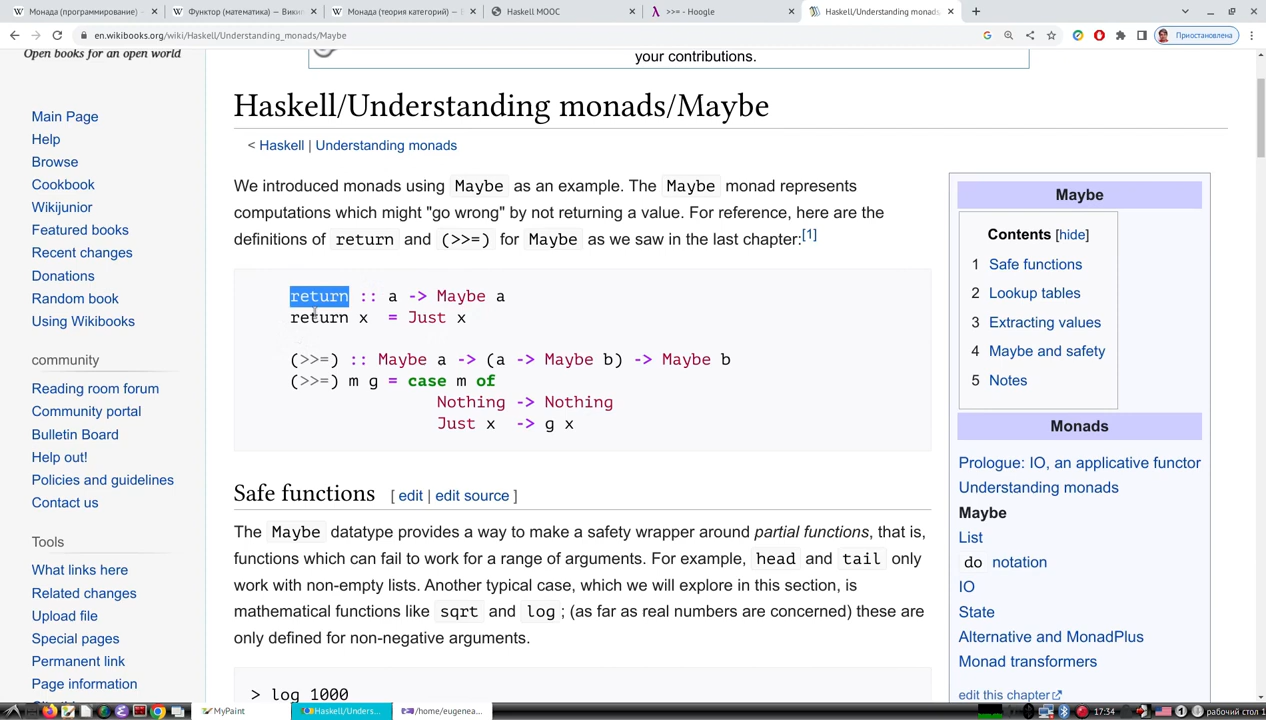 Монада (программирование)
Функтор (математика) — Вики
Монада (теория категорий) — В
Haskell MOOC
>>= - Hoogle
Haskell/Understanding monads
en.wikibooks.org/wiki/Haskell/Understanding_monads/Maybe
Приостановлена
Open books for an open world
Main Page
Help
Browse
Cookbook
Wikijunior
Featured books
Recent changes
Donations
Random book
Using Wikibooks
community
Reading room forum
Community portal
Bulletin Board
Help out!
Policies and guidelines
Contact us
Tools
What links here
Related changes
Upload file
Special pages
Permanent link
Page information
your contributions.
Haskell/Understanding monads/Maybe
< Haskell | Understanding monads
We introduced monads using Maybe as an example. The Maybe monad represents
computations which might "go wrong" by not returning a value. For reference, here are the
definitions of return and (>>=) for Maybe as we saw in the last chapter:[1]
return :: a -> Maybe a
return x  = Just x
(>>=) :: Maybe a -> (a -> Maybe b) -> Maybe b
(>>=) m g = case m of
Nothing -> Nothing
Just x  -> g x
Safe functions [ edit | edit source ]
The Maybe datatype provides a way to make a safety wrapper around partial functions, that is,
functions which can fail to work for a range of arguments. For example, head and tail only
work with non-empty lists. Another typical case, which we will explore in this section, is
mathematical functions like sqrt and log ; (as far as real numbers are concerned) these are
only defined for non-negative arguments.
> log 1000
Maybe
Contents [hide]
1 Safe functions
2 Lookup tables
3 Extracting values
4 Maybe and safety
5 Notes
Monads
Prologue: IO, an applicative functor
Understanding monads
Maybe
List
do notation
IO
State
Alternative and MonadPlus
Monad transformers
edit this chapter
MyPaint
Haskell/Unders...
/home/eugenea...
17:34
рабочий стол 1